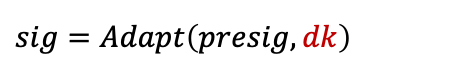 sig = Adapt(presig, dk)